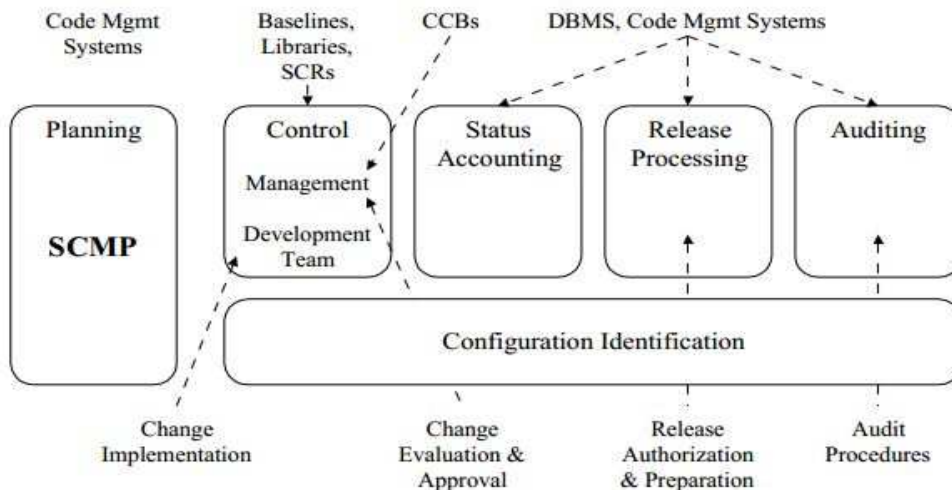 Code Mgmt
Systems
Baselines,
Libraries,
SCRs
CCBs
DBMS, Code Mgmt Systems
Planning
SCMP
Control
Management
Development
Team
Status
Accounting
Release
Processing
Auditing
Configuration Identification
Change
Implementation
Change
Evaluation &
Approval
Release
Authorization
& Preparation
Audit
Procedures